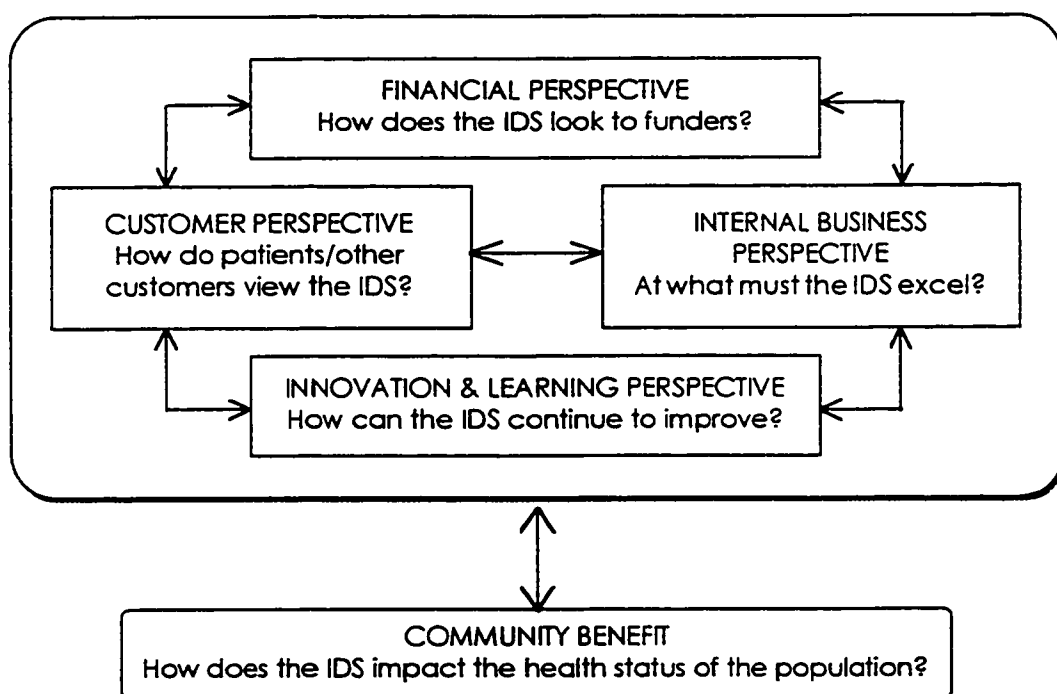 FINANCIAL PERSPECTIVE
How does the IDS look to funders?
CUSTOMER PERSPECTIVE
How do patients/other
customers view the IDS?
INTERNAL BUSINESS
PERSPECTIVE
At what must the IDS excel?
INNOVATION & LEARNING PERSPECTIVE
How can the IDS continue to improve?
COMMUNITY BENEFIT
How does the IDS impact the health status of the population?